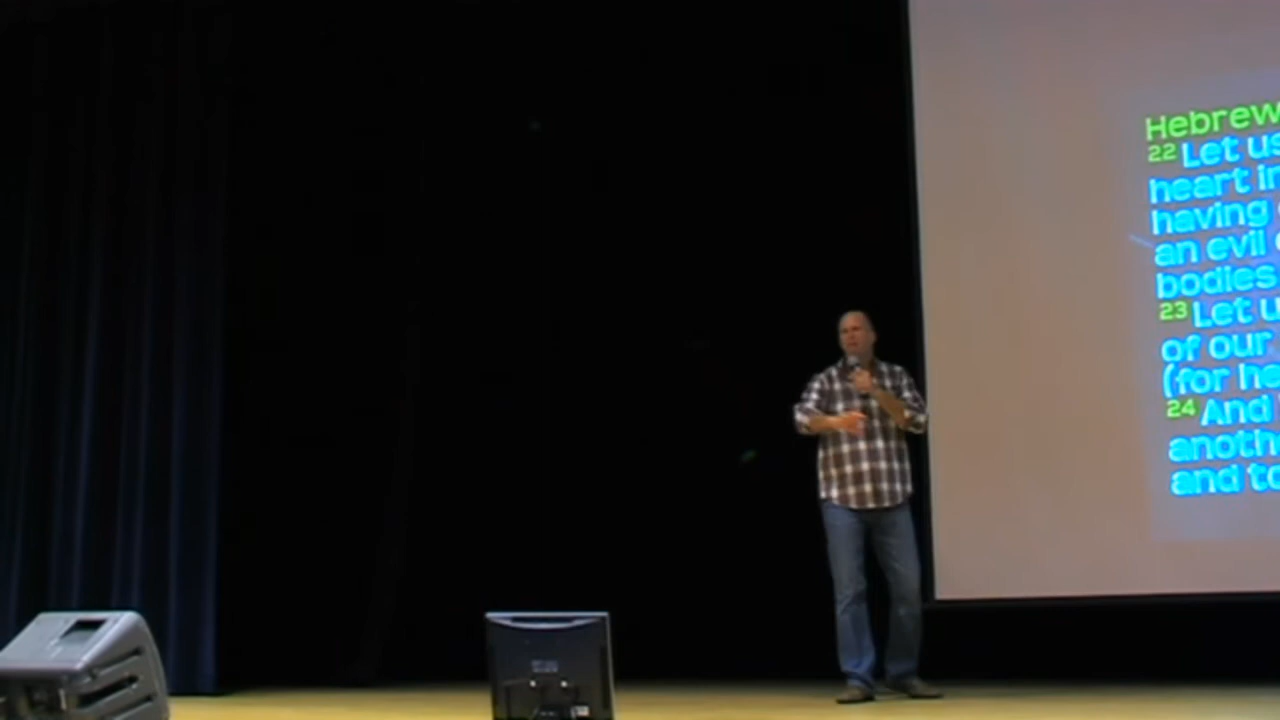 Hebrew
22 Let us
heart in
having
an evil
bodies
23 Let u
of our
(for he
24 And
anoth
and to